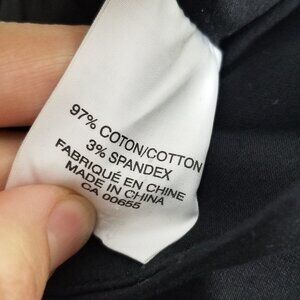 97% COTON/COTTON
3% SPANDEX
FABRIQUÉ EN CHINE
MADE IN CHINA
CA 00655